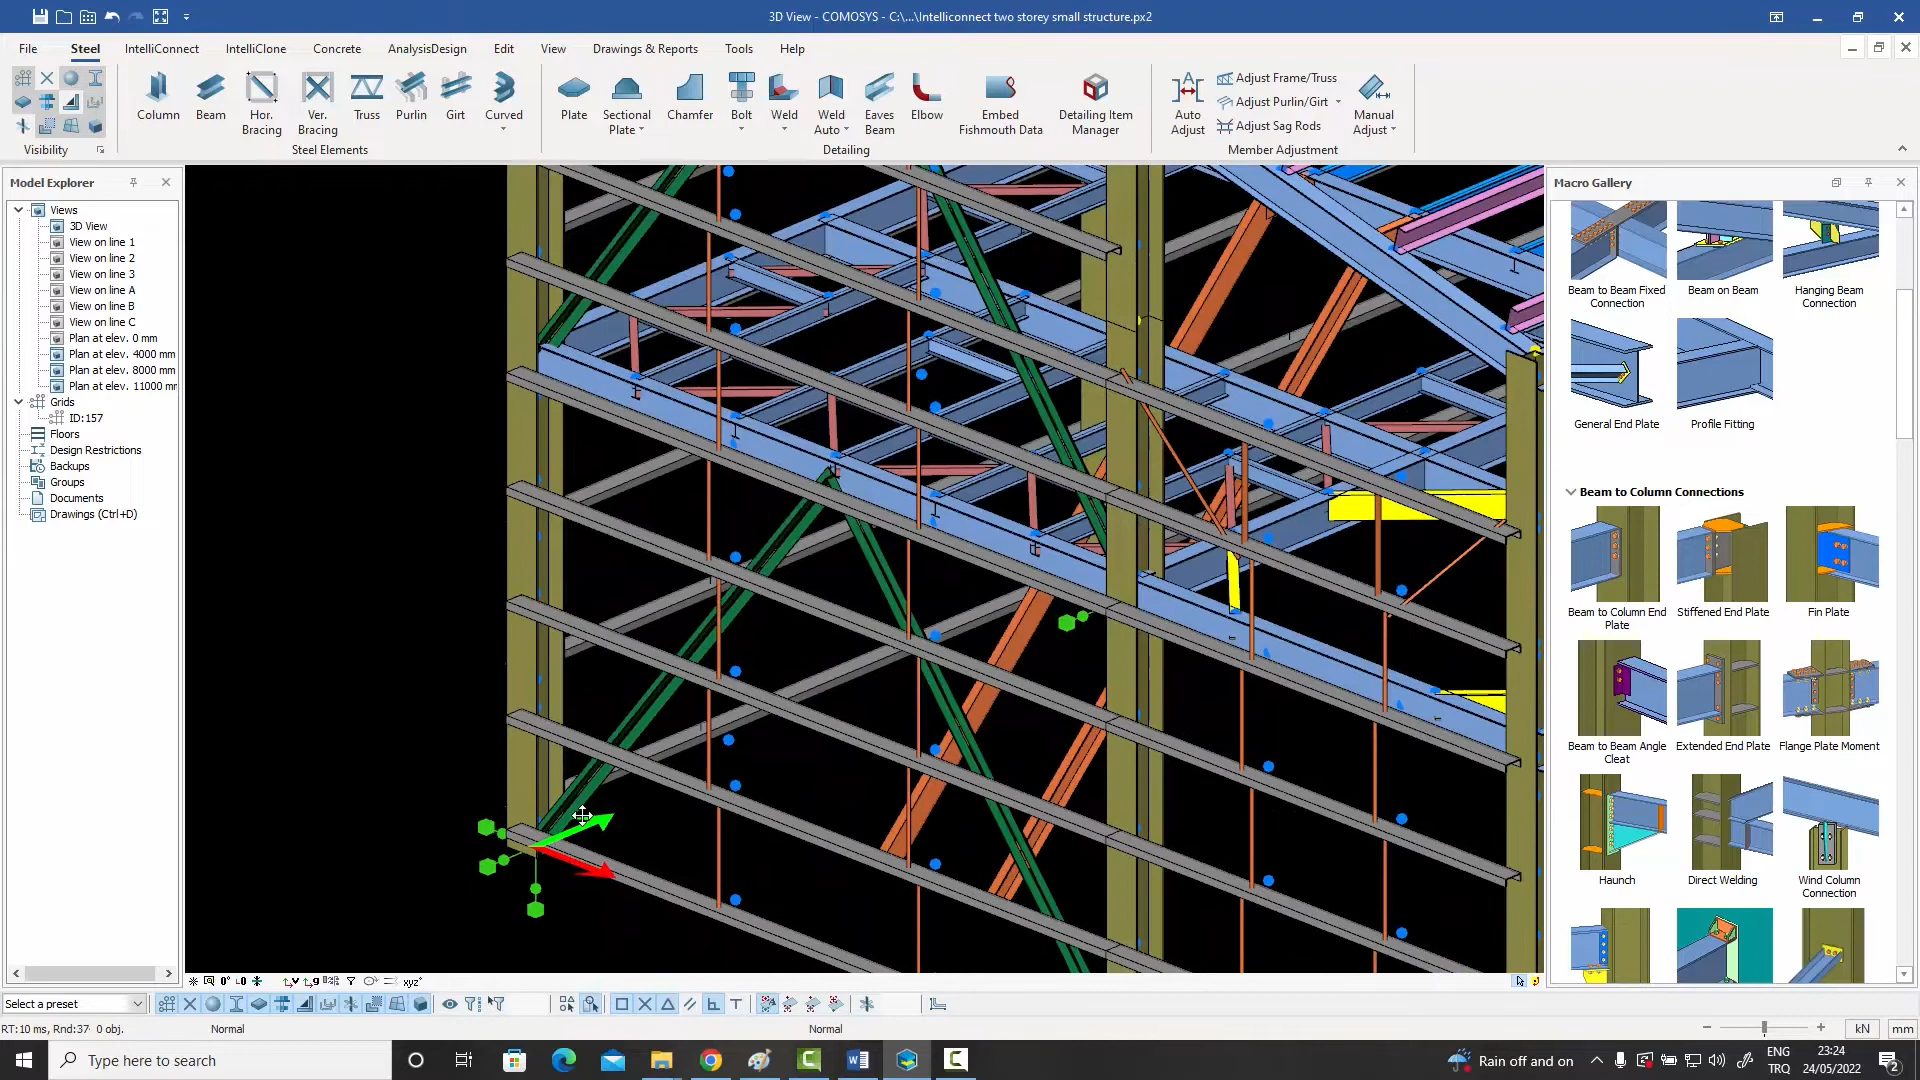 3D View - COMOSYS - C:\...\Intelliconnect two storey small structure.px2
File
Steel
IntelliConnect
IntelliClone
Concrete
AnalysisDesign
Edit
View
Drawings & Reports
Tools
Help
Column
Beam
Hor. Bracing
Ver. Bracing
Truss
Purlin
Girt
Curved
Plate
Sectional Plate
Chamfer
Bolt
Weld
Weld Auto
Eaves Beam
Elbow
Embed Fishmouth Data
Detailing Item Manager
Auto Adjust
Adjust Frame/Truss
Adjust Purlin/Girt
Adjust Sag Rods
Manual Adjust
Visibility
Steel Elements
Detailing
Member Adjustment
Model Explorer
Views
3D View
View on line 1
View on line 2
View on line 3
View on line A
View on line B
View on line C
Plan at elev. 0 mm
Plan at elev. 4000 mm
Plan at elev. 8000 mm
Plan at elev. 11000 mm
Grids
ID:157
Floors
Design Restrictions
Backups
Groups
Documents
Drawings (Ctrl+D)
Macro Gallery
Beam to Beam Fixed Connection
Beam on Beam
Hanging Beam Connection
General End Plate
Profile Fitting
Beam to Column Connections
Beam to Column End Plate
Stiffened End Plate
Fin Plate
Beam to Beam Angle Cleat
Extended End Plate
Flange Plate Moment
Haunch
Direct Welding
Wind Column Connection
xyz
Select a preset
RT:10 ms, Rnd:37
0 obj.
Normal
Normal
kN
mm
Type here to search
Rain off and on
ENG
TRQ
23:24
24/05/2022
2